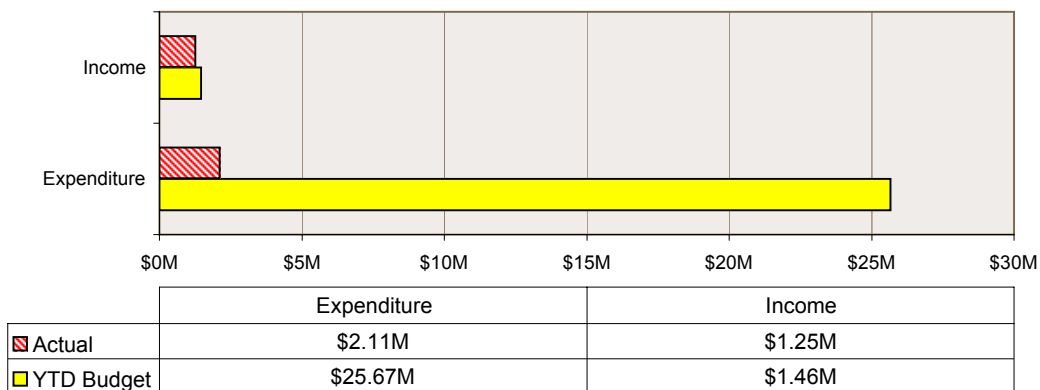 Income
Expenditure
$0M $5M $10M $15M $20M $25M $30M
Expenditure Income
Actual $2.11M $1.25M
YTD Budget $25.67M $1.46M